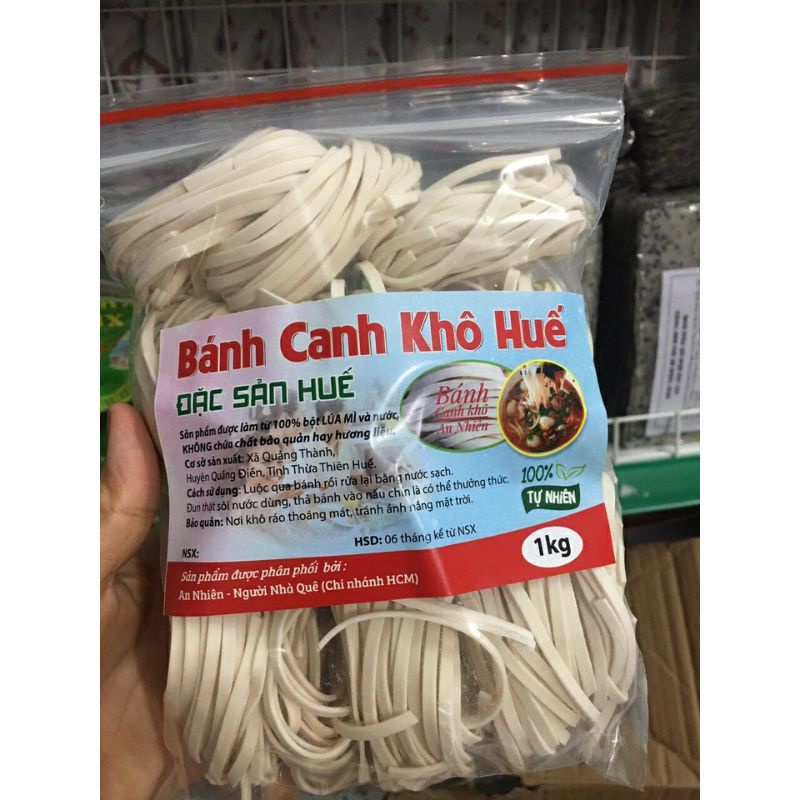 Bánh Canh Khô Huế
ĐẶC SẢN HUẾ
Bánh
Canh khô
An Nhiên
Sản phẩm được làm từ 100% bột LÚA MÌ và nước,
KHÔNG chứa chất bảo quản hay hương liệu.
Cơ sở sản xuất: Xã Quảng Thành,
Huyện Quảng Điền, Tỉnh Thừa Thiên Huế.
Cách sử dụng: Luộc qua bánh rồi rửa lại bằng nước sạch.
Đun thật sôi nước dùng, thả bánh vào nấu chín là có thể thưởng thức.
Bảo quản: Nơi khô ráo thoáng mát, tránh ánh nắng mặt trời.
100%
TỰ NHIÊN
NSX:
HSD: 06 tháng kể từ NSX
1kg
Sản phẩm được phân phối bởi :
An Nhiên - Người Nhà Quê (Chi nhánh HCM)